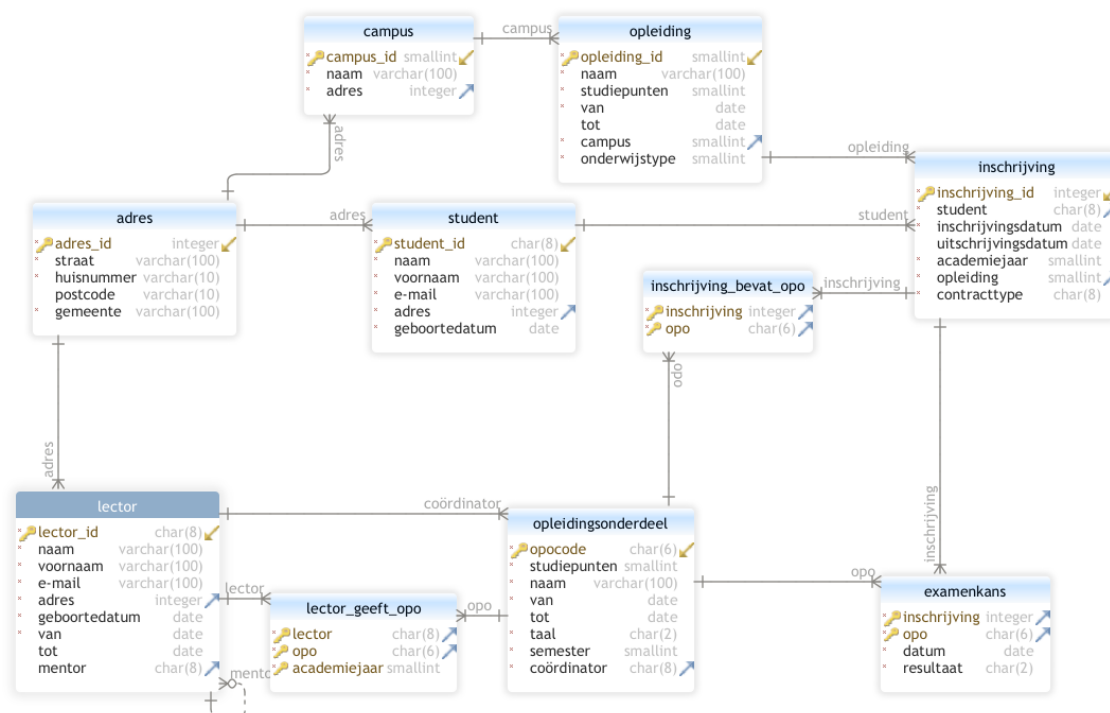 campus
campus_id smallint
naam varchar(100)
adres integer
campus
opleiding
opleiding_id smallint
naam varchar(100)
studiepunten smallint
van date
tot date
campus smallint
onderwijstype smallint
opleiding
inschrijving
inschrijving_id integer
student char(8)
inschrijvingsdatum date
uitschrijvingsdatum date
academiejaar smallint
opleiding smallint
contracttype char(8)
adres
adres
adres_id integer
straat varchar(100)
huisnummer varchar(10)
postcode varchar(10)
gemeente varchar(100)
adres
student
student_id char(8)
naam varchar(100)
voornaam varchar(100)
e-mail varchar(100)
adres integer
geboortedatum date
student
inschrijving_bevat_opo
inschrijving integer
opo char(6)
inschrijving
opo
adres
lector
lector_id char(8)
naam varchar(100)
voornaam varchar(100)
e-mail varchar(100)
adres integer
geboortedatum date
van date
tot date
mentor char(8)
coördinator
lector
mento
lector_geeft_opo
lector char(8)
opo char(6)
academiejaar smallint
opo
opleidingsonderdeel
opocode char(6)
studiepunten smallint
naam varchar(100)
van date
tot date
taal char(2)
semester smallint
coördinator char(8)
opo
inschrijving
examenkans
inschrijving integer
opo char(6)
datum date
resultaat char(2)